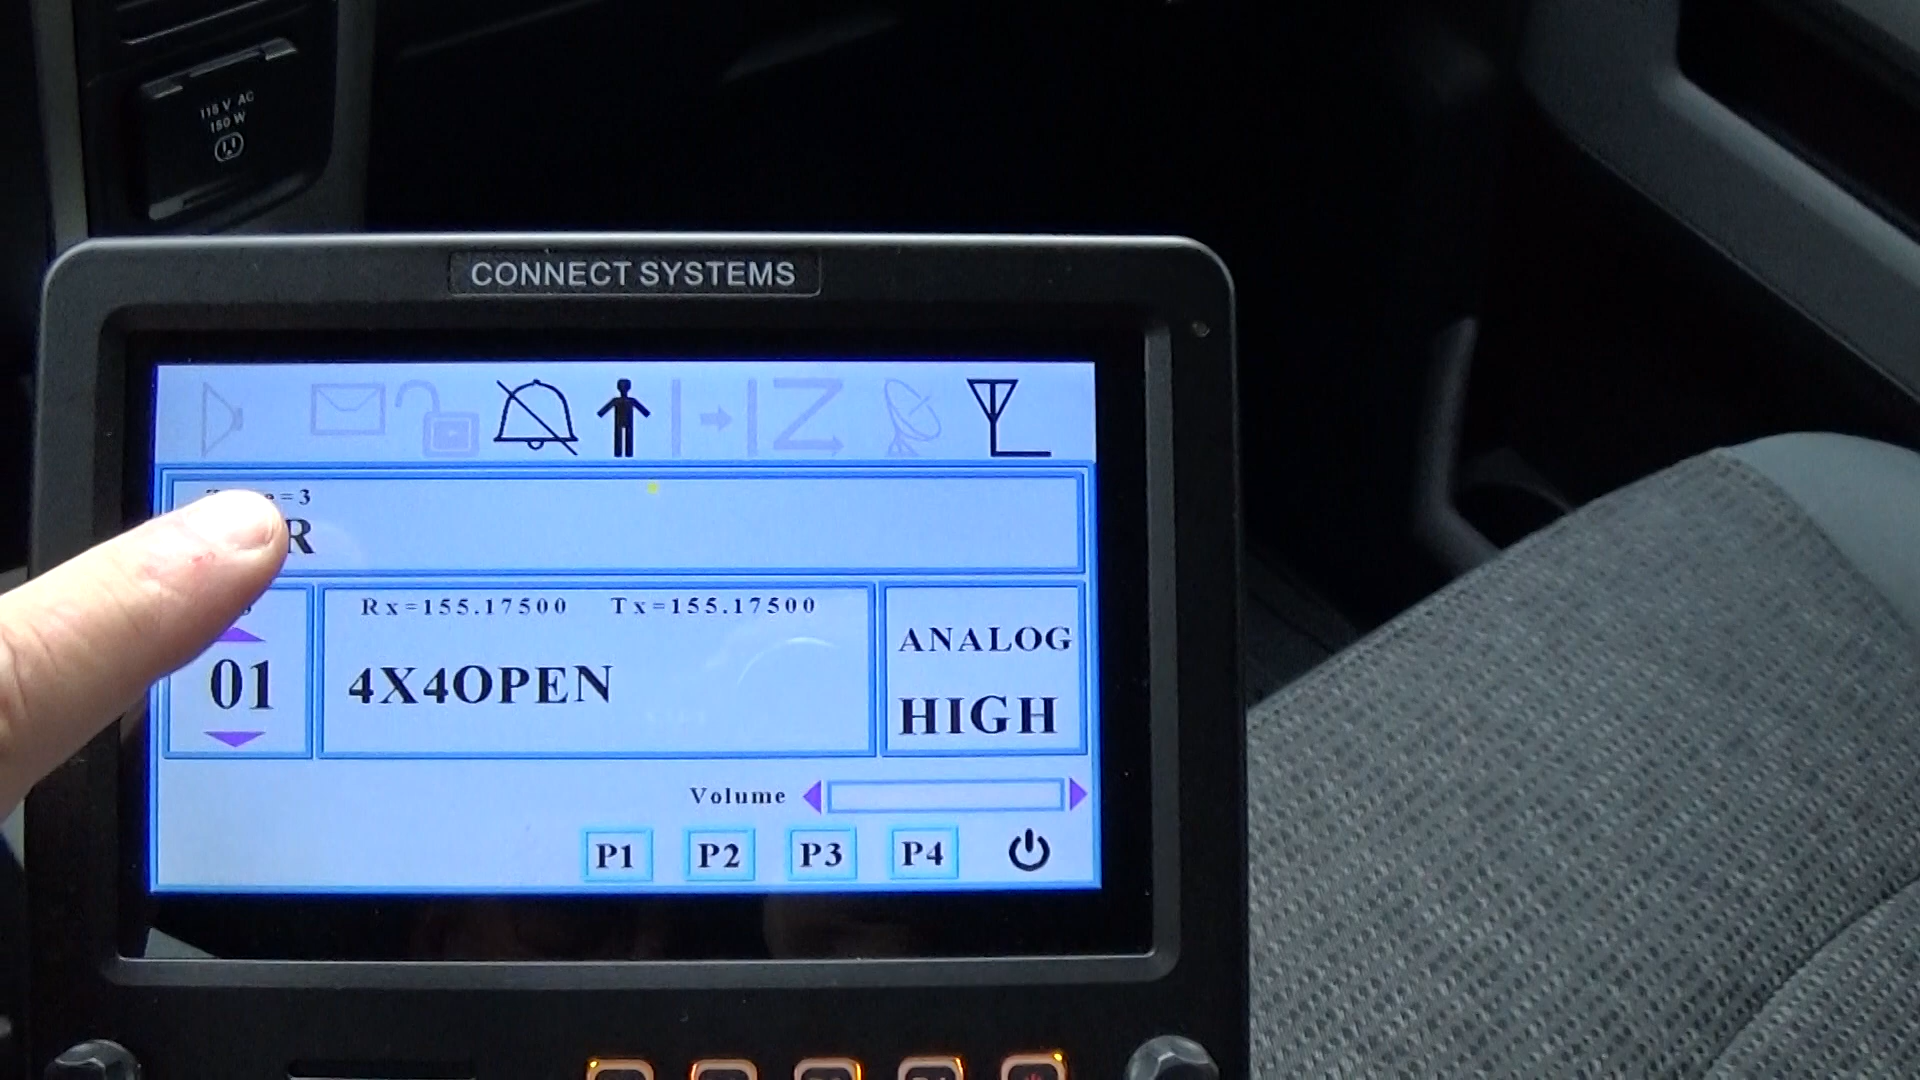 115 V AC
150 W
CONNECT SYSTEMS
=3
R
Rx=155.17500 Tx=155.17500
ANALOG
01
4X4OPEN
HIGH
Volume
P1 P2 P3 P4